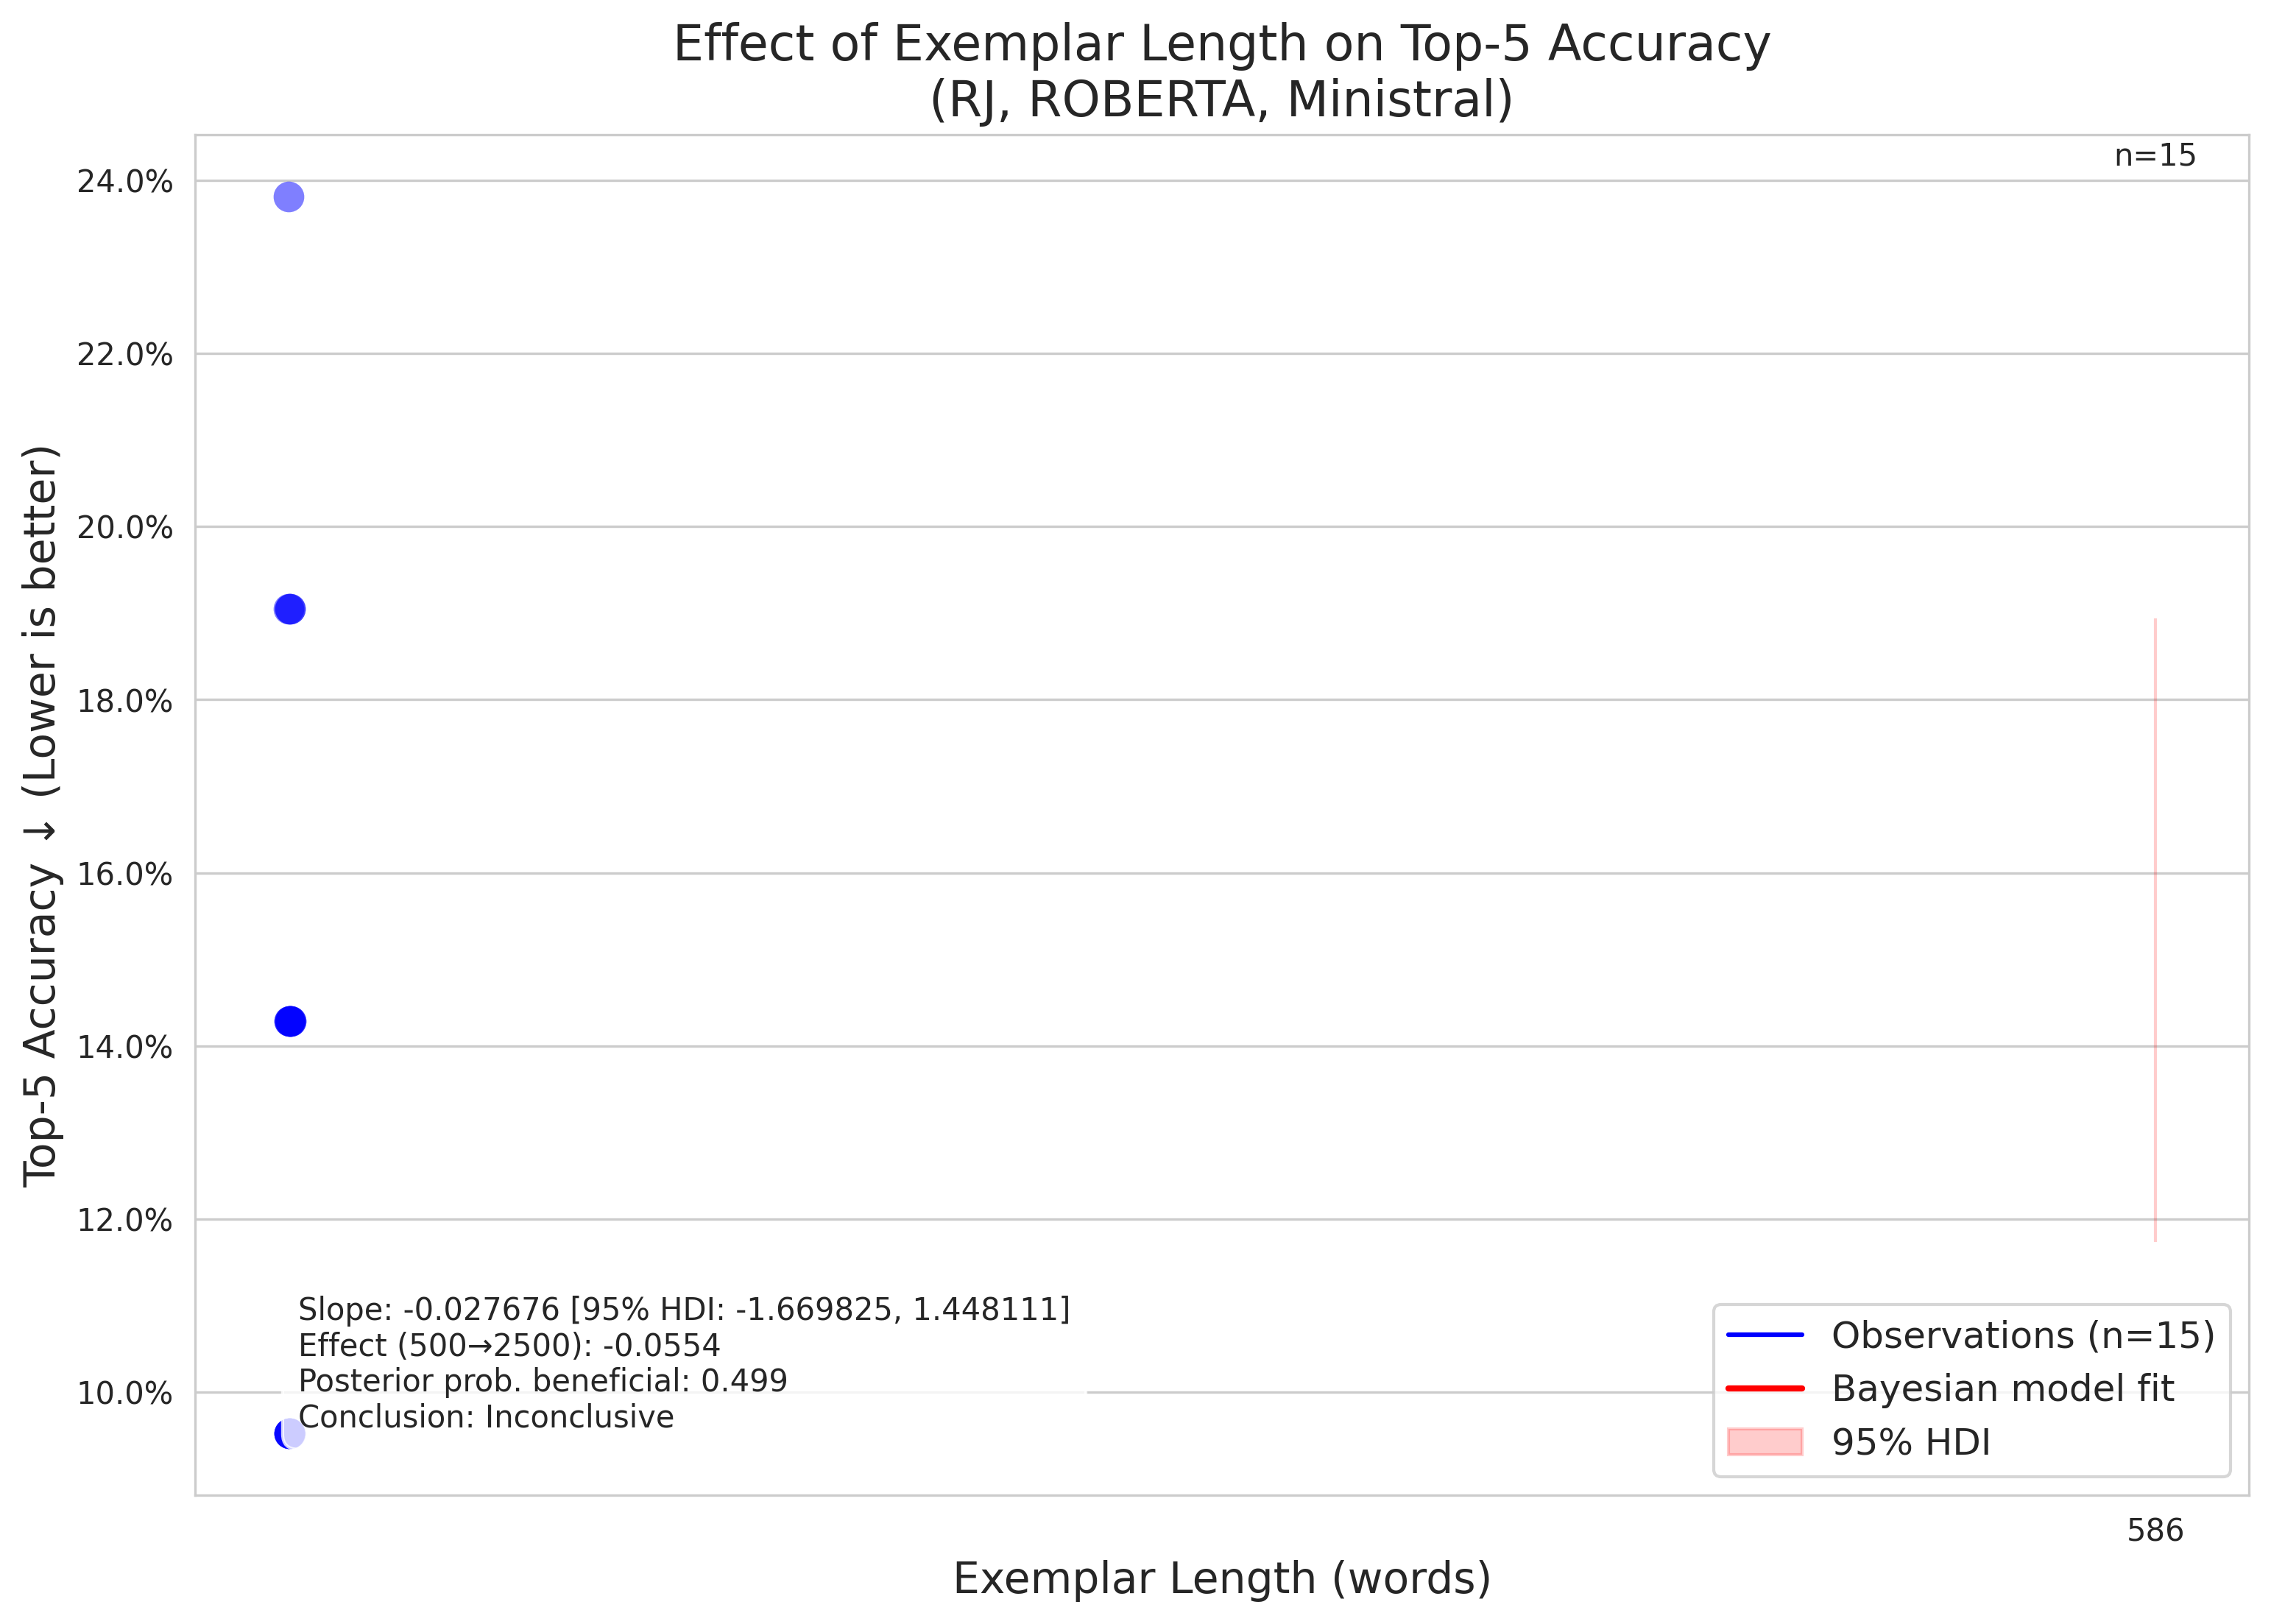 Effect of Exemplar Length on Top-5 Accuracy
(RJ, ROBERTA, Ministral)
n=15
24.0%
22.0%
20.0%
18.0%
16.0%
14.0%
12.0%
10.0%
Top-5 Accuracy ↓ (Lower is better)
Slope: -0.027676 [95% HDI: -1.669825, 1.448111]
Effect (500→2500): -0.0554
Posterior prob. beneficial: 0.499
Conclusion: Inconclusive
Observations (n=15)
Bayesian model fit
95% HDI
586
Exemplar Length (words)